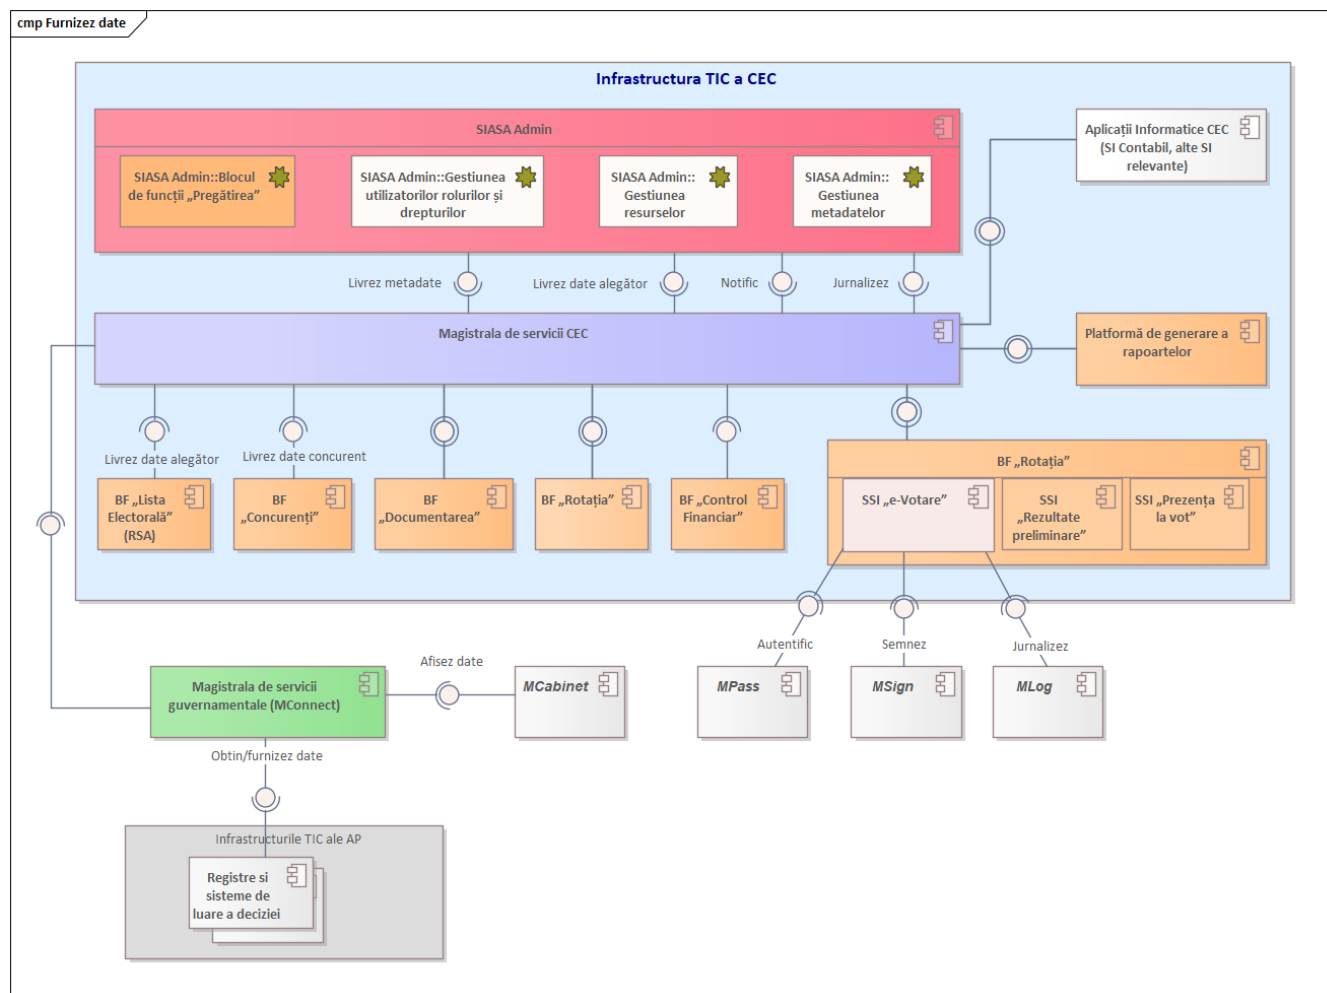 cmp Furnizez date
Infrastructura TIC a CEC
SIASA Admin
SIASA Admin::Blocul
de funcții „Pregătirea”
SIASA Admin::Gestiunea
utilizatorilor rolurilor și
drepturilor
SIASA Admin::
Gestiunea
resurselor
SIASA Admin::
Gestiunea
metadatelor
Aplicații Informatice CEC
(SI Contabil, alte SI
relevante)
Livrez metadate
Livrez date alegător
Notific
Jurnalizez
Magistrala de servicii CEC
Platformă de generare a
rapoartelor
Livrez date alegător
Livrez date concurent
BF „Lista
Electorală”
(RSA)
BF
„Concurenți”
BF
„Documentarea”
BF „Rotația”
BF „Control
Financiar”
BF „Rotația”
SSI „e-Votare”
SSI
„Rezultate
preliminare”
SSI „Prezența
la vot”
Autentific
Semnez
Jurnalizez
Afisez date
Magistrala de servicii
guvernamentale (MConnect)
MCabinet
MPass
MSign
MLog
Obtin/furnizez date
Infrastructurile TIC ale AP
Registre si
sisteme de
luare a deciziei